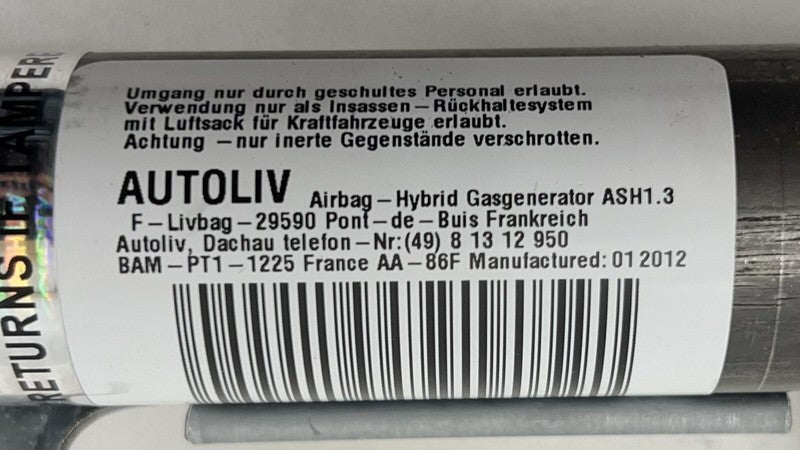 Umgang nur durch geschultes Personal erlaubt.
Verwendung nur als Insassen – Rückhaltesystem
mit Luftsack für Kraftfahrzeuge erlaubt.
Achtung – nur inerte Gegenstände verschrotten.
AUTOLIV Airbag – Hybrid Gasgenerator ASH1.3
F – Livbag – 29590 Pont – de – Buis Frankreich
Autoliv, Dachau telefon – Nr:(49) 8 13 12 950
BAM – PT1 – 1225 France AA – 86F Manufactured: 01 2012
RETURNS IF TAMPERE